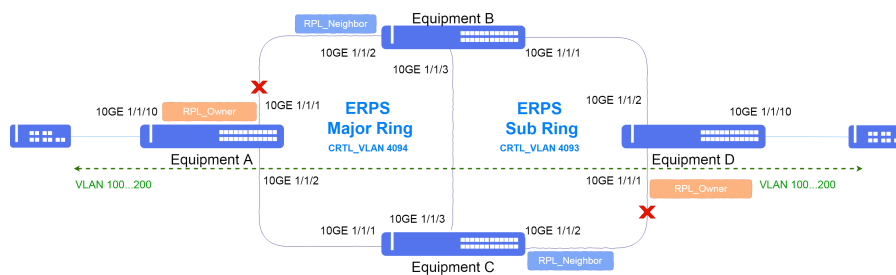 Equipment B
RPL_Neighbor
10GE 1/1/2
10GE 1/1/1
10GE 1/1/3
10GE 1/1/10
RPL_Owner
10GE 1/1/1
ERPS
Major Ring
CRTL_VLAN 4094
ERPS
Sub Ring
CRTL_VLAN 4093
10GE 1/1/2
10GE 1/1/10
Equipment A
Equipment D
VLAN 100...200
10GE 1/1/2
10GE 1/1/1
RPL_Owner
VLAN 100...200
10GE 1/1/3
10GE 1/1/1
10GE 1/1/2
Equipment C
RPL_Neighbor